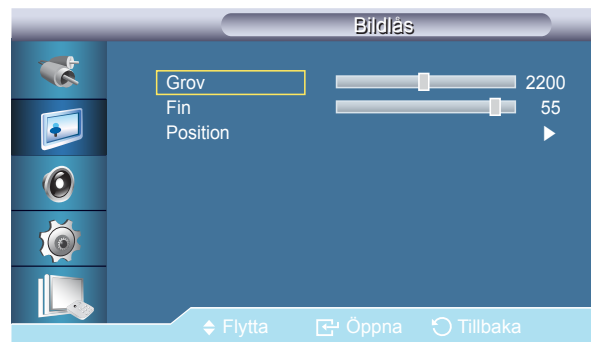 Bildlås
Grov 2200
Fin 55
Position
Flytta Öppna Tillbaka